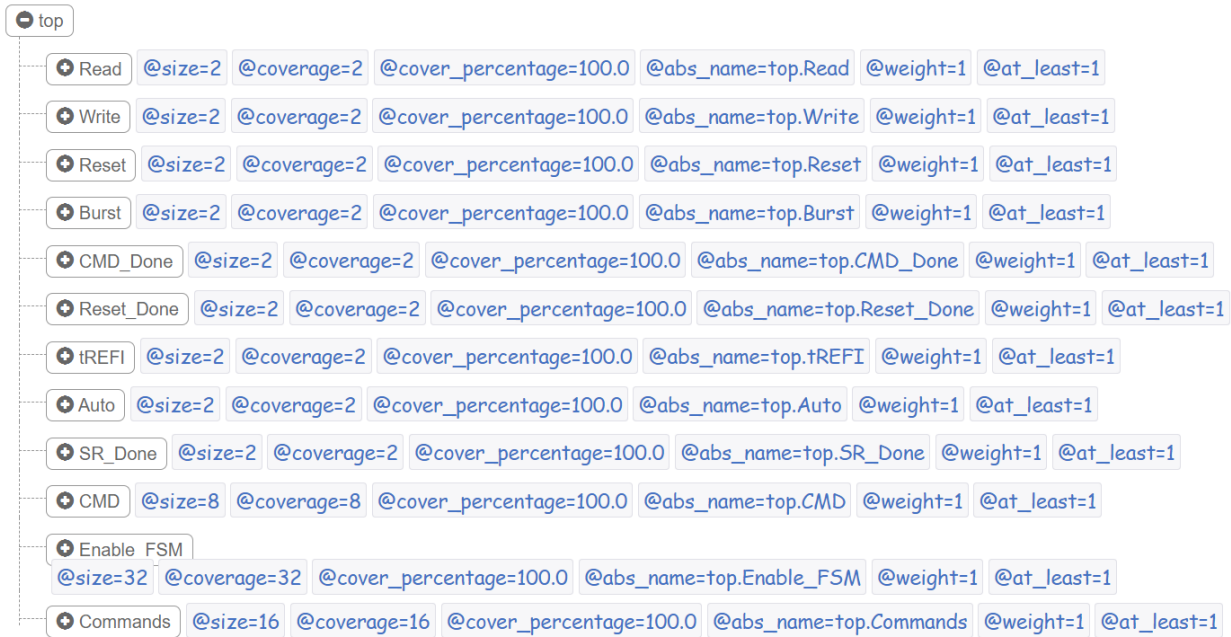 top
Read @size=2 @coverage=2 @cover_percentage=100.0 @abs_name=top.Read @weight=1 @at_least=1
Write @size=2 @coverage=2 @cover_percentage=100.0 @abs_name=top.Write @weight=1 @at_least=1
Reset @size=2 @coverage=2 @cover_percentage=100.0 @abs_name=top.Reset @weight=1 @at_least=1
Burst @size=2 @coverage=2 @cover_percentage=100.0 @abs_name=top.Burst @weight=1 @at_least=1
CMD_Done @size=2 @coverage=2 @cover_percentage=100.0 @abs_name=top.CMD_Done @weight=1 @at_least=1
Reset_Done @size=2 @coverage=2 @cover_percentage=100.0 @abs_name=top.Reset_Done @weight=1 @at_least=1
tREFI @size=2 @coverage=2 @cover_percentage=100.0 @abs_name=top.tREFI @weight=1 @at_least=1
Auto @size=2 @coverage=2 @cover_percentage=100.0 @abs_name=top.Auto @weight=1 @at_least=1
SR_Done @size=2 @coverage=2 @cover_percentage=100.0 @abs_name=top.SR_Done @weight=1 @at_least=1
CMD @size=8 @coverage=8 @cover_percentage=100.0 @abs_name=top.CMD @weight=1 @at_least=1
Enable_FSM
@size=32 @coverage=32 @cover_percentage=100.0 @abs_name=top.Enable_FSM @weight=1 @at_least=1
Commands @size=16 @coverage=16 @cover_percentage=100.0 @abs_name=top.Commands @weight=1 @at_least=1